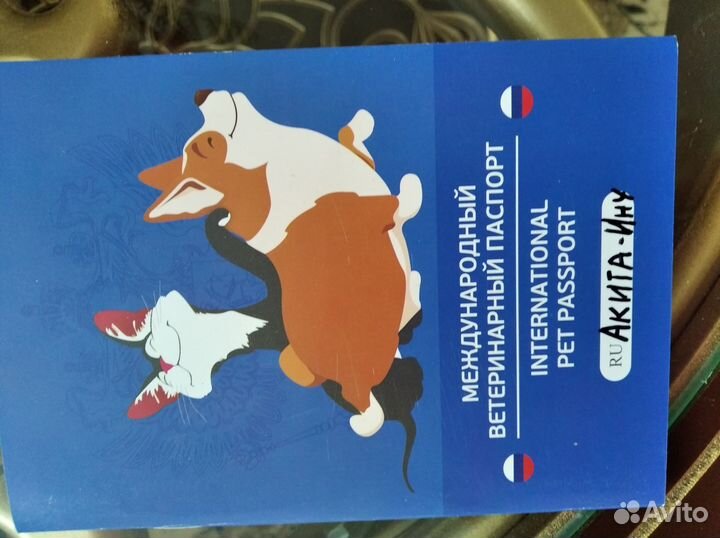 МЕЖДУНАРОДНЫЙ
ВЕТЕРИНАРНЫЙ ПАСПОРТ
INTERNATIONAL
PET PASSPORT
RU АКИТА-ИНУ
Avito